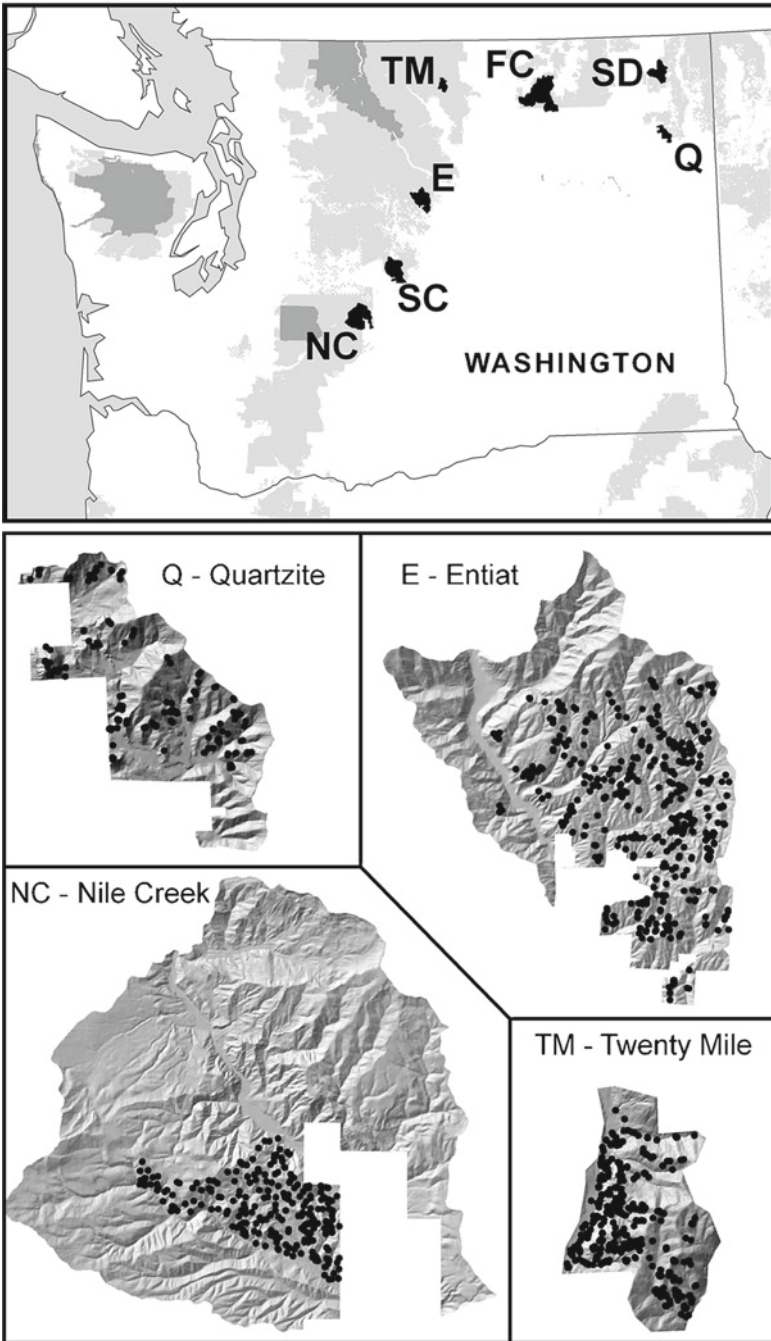 TM
FC
SD
Q
E
SC
NC
WASHINGTON
Q - Quartzite
E - Entiat
NC - Nile Creek
TM - Twenty Mile